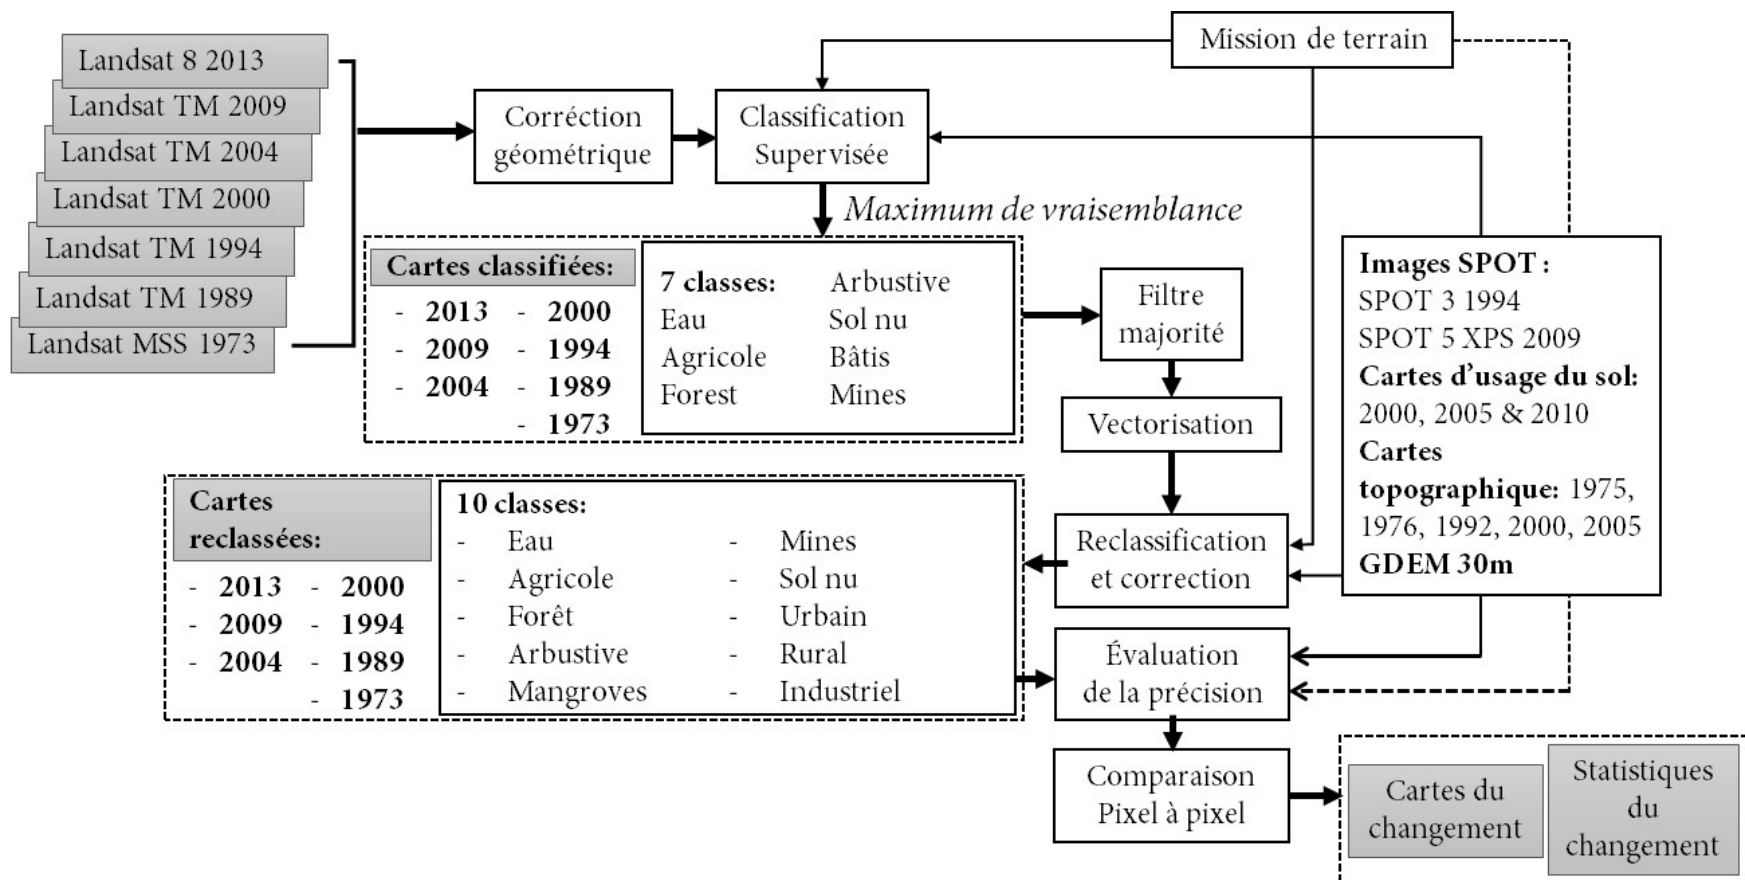 Landsat 8 2013
Landsat TM 2009
Landsat TM 2004
Landsat TM 2000
Landsat TM 1994
Landsat TM 1989
Landsat MSS 1973
Corréction
géométrique
Classification
Supervisée
Mission de terrain
Maximum de vraisemblance
Cartes classifiées:
- 2013 - 2000
- 2009 - 1994
- 2004 - 1989
- 1973
7 classes: Arbustive
Eau Sol nu
Agricole Bâtis
Forest Mines
Filtre
majorité
Vectorisation
Images SPOT :
SPOT 3 1994
SPOT 5 XPS 2009
Cartes d'usage du sol:
2000, 2005 & 2010
Cartes
topographique: 1975,
1976, 1992, 2000, 2005
GDEM 30m
Reclassification
et correction
Cartes
reclassées:
- 2013 - 2000
- 2009 - 1994
- 2004 - 1989
- 1973
10 classes:
- Eau - Mines
- Agricole - Sol nu
- Forêt - Urbain
- Arbustive - Rural
- Mangroves - Industriel
Évaluation
de la précision
Comparaison
Pixel à pixel
Cartes du
changement
Statistiques
du
changement